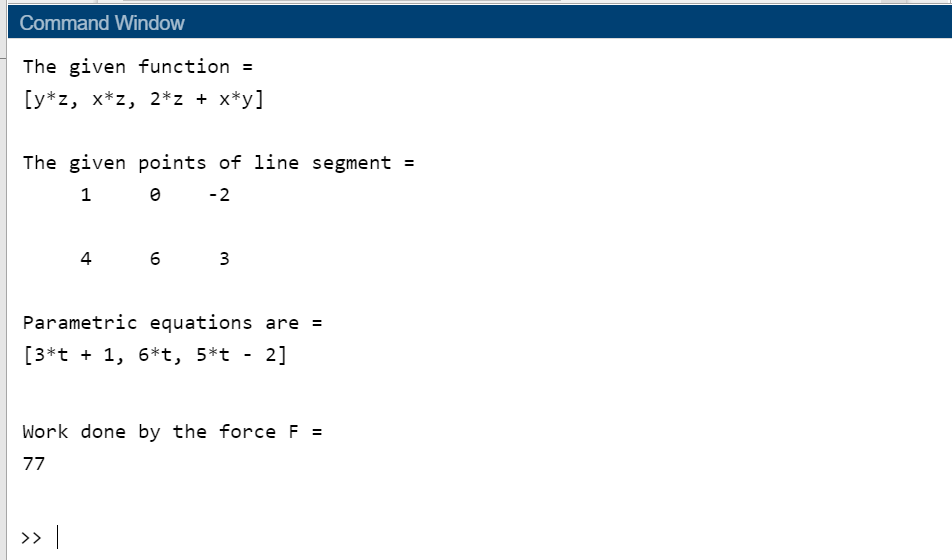 Command Window
The given function =
[y*z, x*z, 2*z + x*y]
The given points of line segment =
1 0 -2
4 6 3
Parametric equations are =
[3*t + 1, 6*t, 5*t - 2]
Work done by the force F =
77
>>